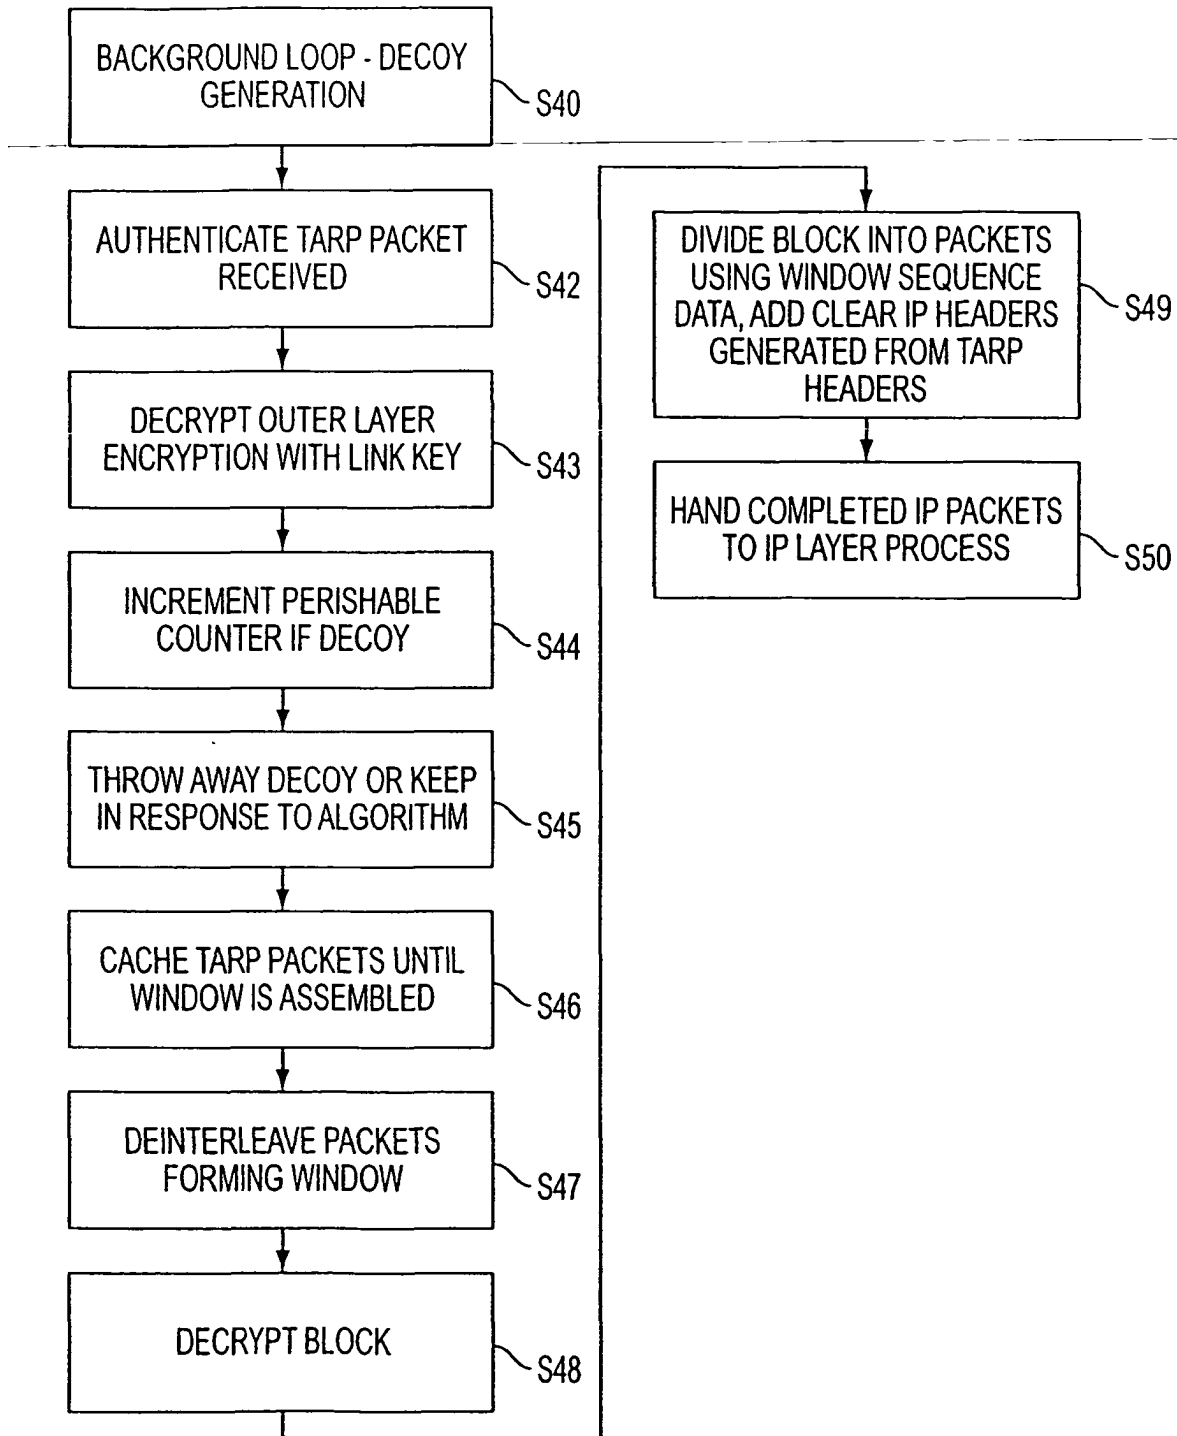 BACKGROUND LOOP - DECOY
GENERATION
S40
AUTHENTICATE TARP PACKET
RECEIVED
S42
DECRYPT OUTER LAYER
ENCRYPTION WITH LINK KEY
S43
INCREMENT PERISHABLE
COUNTER IF DECOY
S44
THROW AWAY DECOY OR KEEP
IN RESPONSE TO ALGORITHM
S45
CACHE TARP PACKETS UNTIL
WINDOW IS ASSEMBLED
S46
DEINTERLEAVE PACKETS
FORMING WINDOW
S47
DECRYPT BLOCK
S48
DIVIDE BLOCK INTO PACKETS
USING WINDOW SEQUENCE
DATA, ADD CLEAR IP HEADERS
GENERATED FROM TARP
HEADERS
S49
HAND COMPLETED IP PACKETS
TO IP LAYER PROCESS
S50